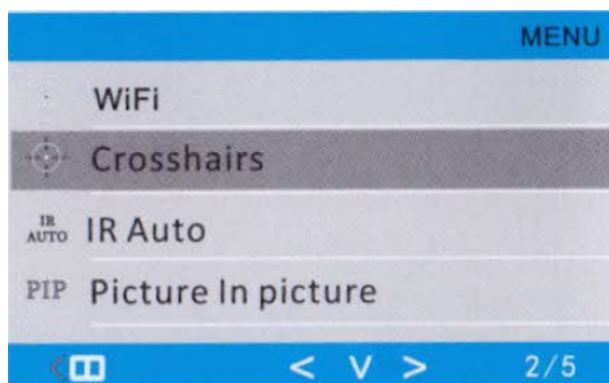 MENU
WiFi
Crosshairs
IR AUTO IR Auto
PIP Picture In picture
< V > 2/5